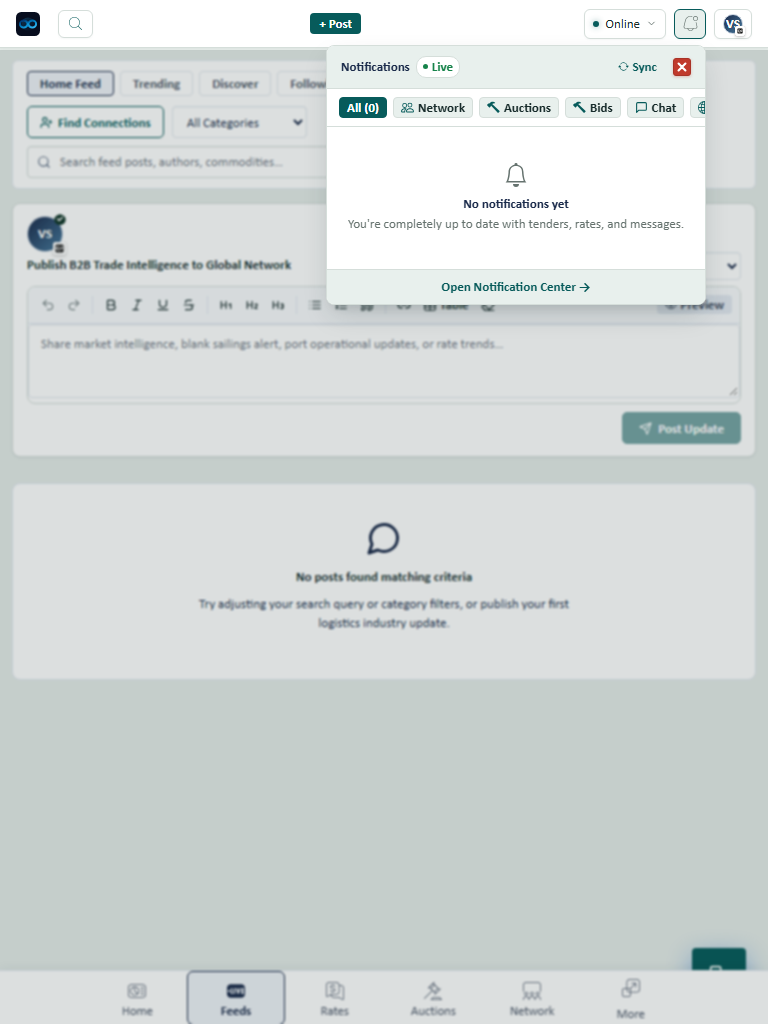 + Post
Online
VS
Notifications
Live
Sync
All (0)
Network
Auctions
Bids
Chat
No notifications yet
You're completely up to date with tenders, rates, and messages.
Open Notification Center →
Home Feed
Trending
Discover
Follow
Find Connections
All Categories
Search feed posts, authors, commodities...
VS
Publish B2B Trade Intelligence to Global Network
B I U S H1 H2 H3
Table
Preview
Share market intelligence, blank sailings alert, port operational updates, or rate trends...
Post Update
No posts found matching criteria
Try adjusting your search query or category filters, or publish your first
logistics industry update.
Home
Feeds
Rates
Auctions
Network
More